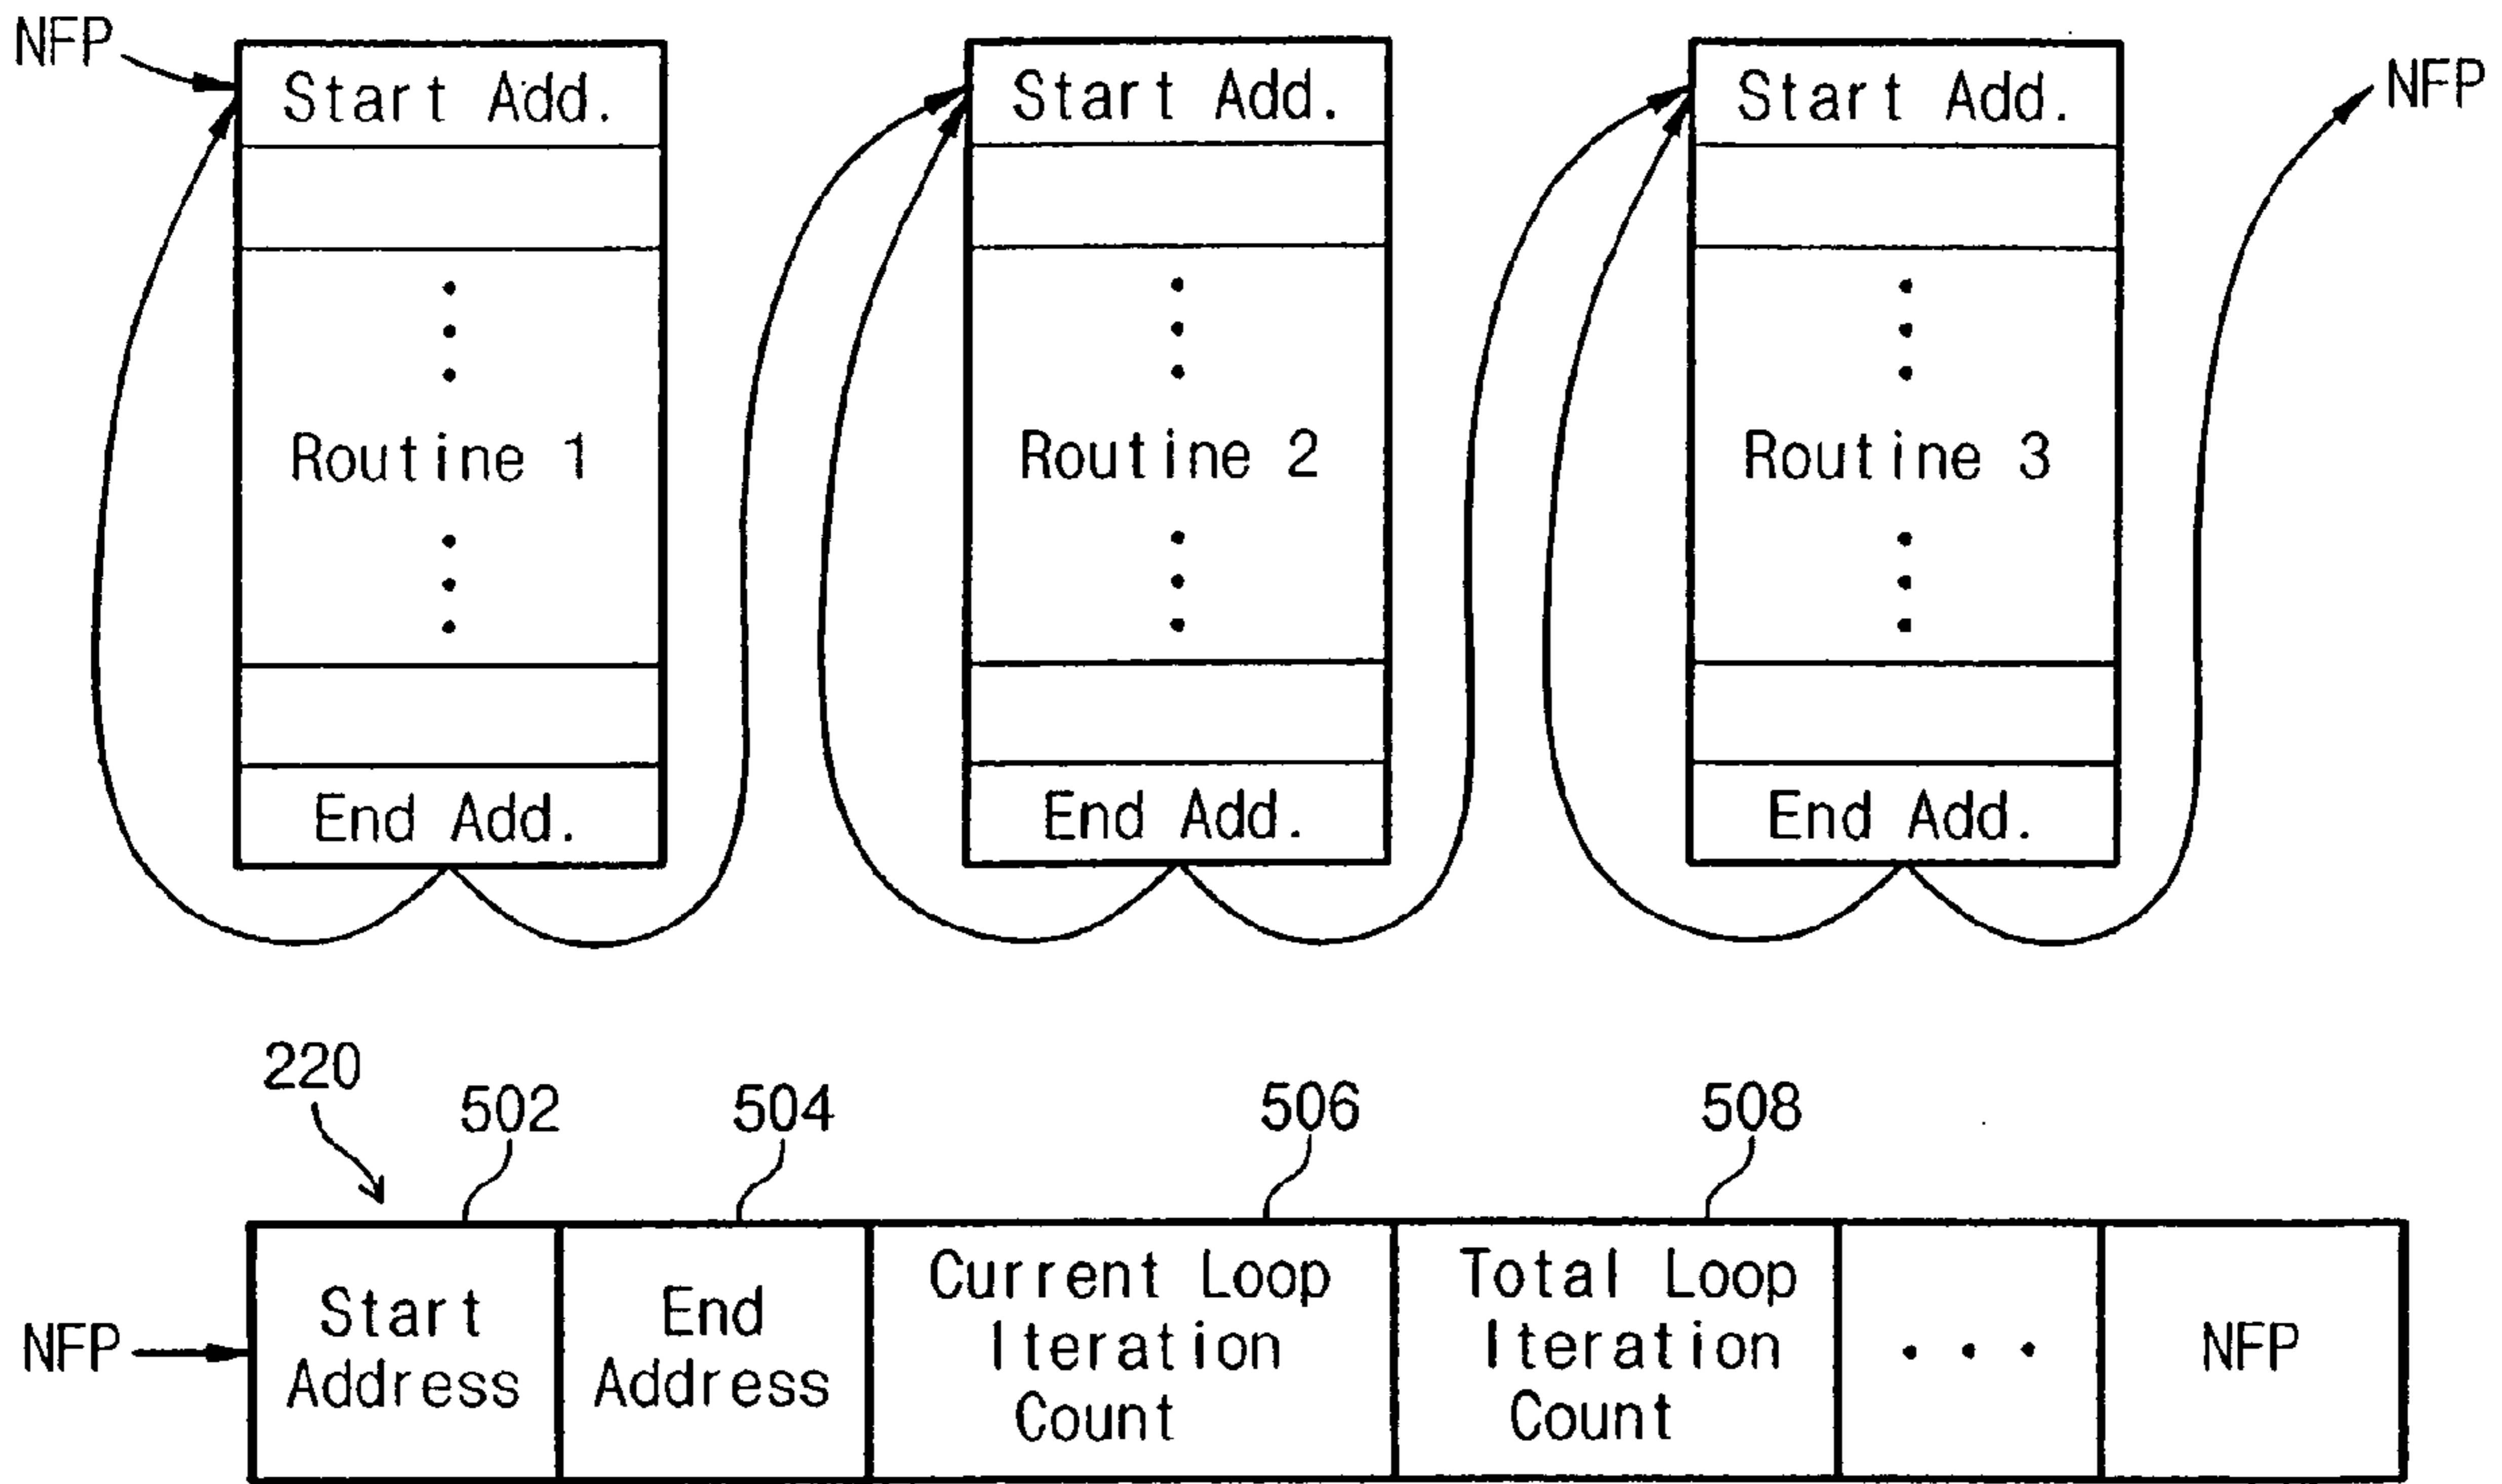 NFP
Start Add.
Start Add.
Start Add.
NFP
Routine 1
Routine 2
Routine 3
End Add.
End Add.
End Add.
220
502
504
506
508
NFP
Start
Address
End
Address
Current Loop
Iteration
Count
Total Loop
Iteration
Count
• • •
NFP